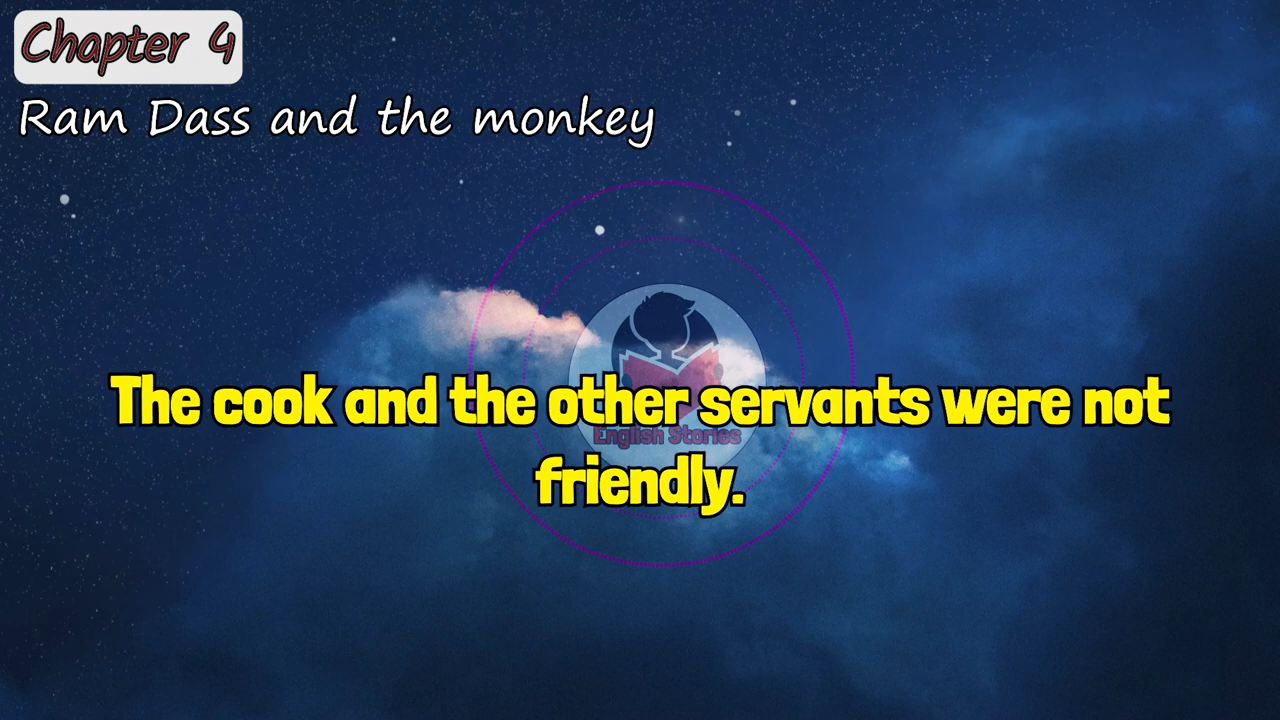 Chapter 4
Ram Dass and the monkey
The cook and the other servants were not
English Stories
friendly.